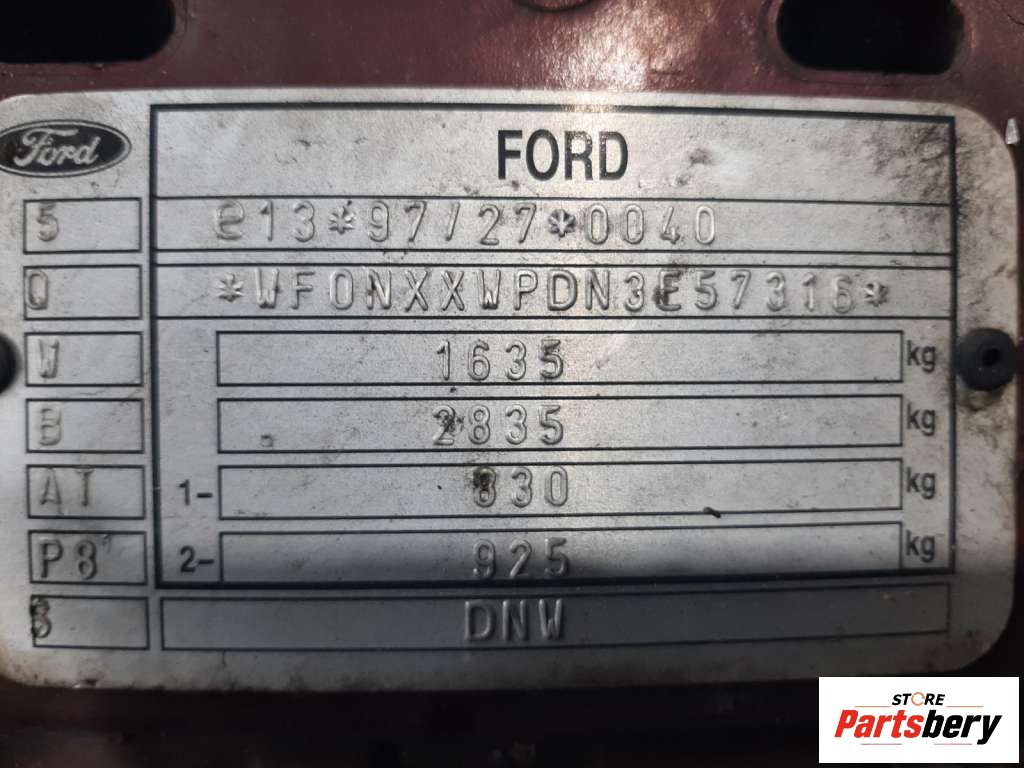 Ford
FORD
5 e13*97/27*0040
Q *WF0NXXWPDN3E57316*
W 1635 kg
B 2835 kg
AT 1- 830 kg
P8 2- 925 kg
DNW
STORE
Partsbery